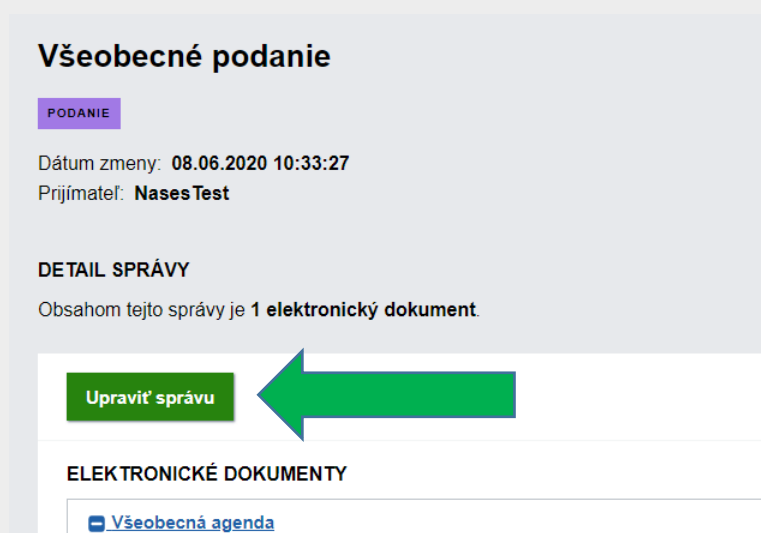 Všeobecné podanie
PODANIE
Dátum zmeny: 08.06.2020 10:33:27
Prijímateľ: NasesTest
DETAIL SPRÁVY
Obsahom tejto správy je 1 elektronický dokument.
Upraviť správu
ELEKTRONICKÉ DOKUMENTY
Všeobecná agenda